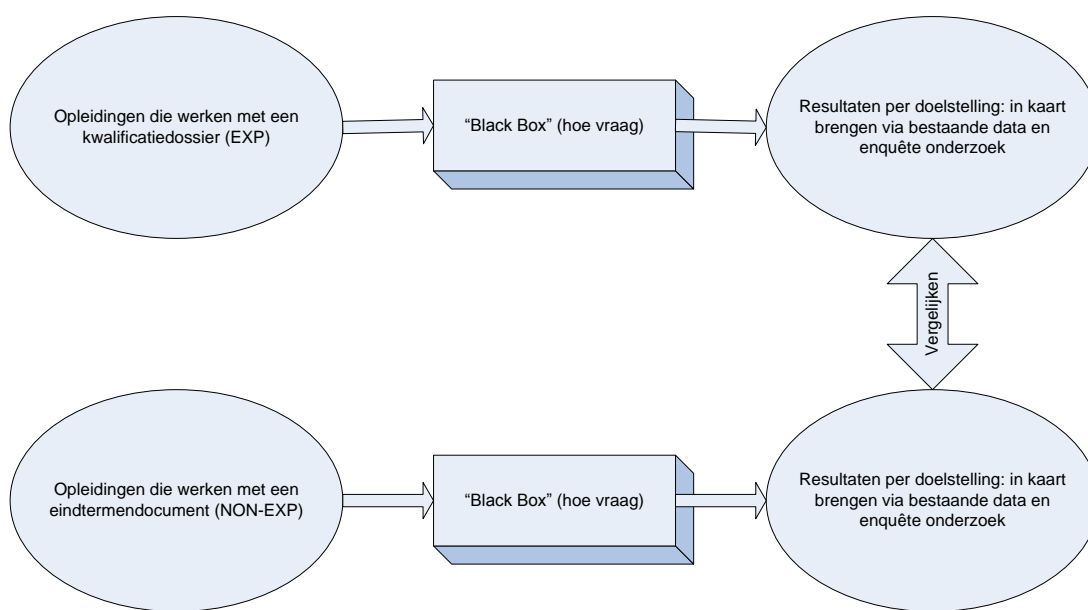 Opleidingen die werken met een
kwalificatiedossier (EXP)
“Black Box” (hoe vraag)
Resultaten per doelstelling: in kaart
brengen via bestaande data en
enquête onderzoek
Vergelijken
Opleidingen die werken met een
eindtermendocument (NON-EXP)
“Black Box” (hoe vraag)
Resultaten per doelstelling: in kaart
brengen via bestaande data en
enquête onderzoek